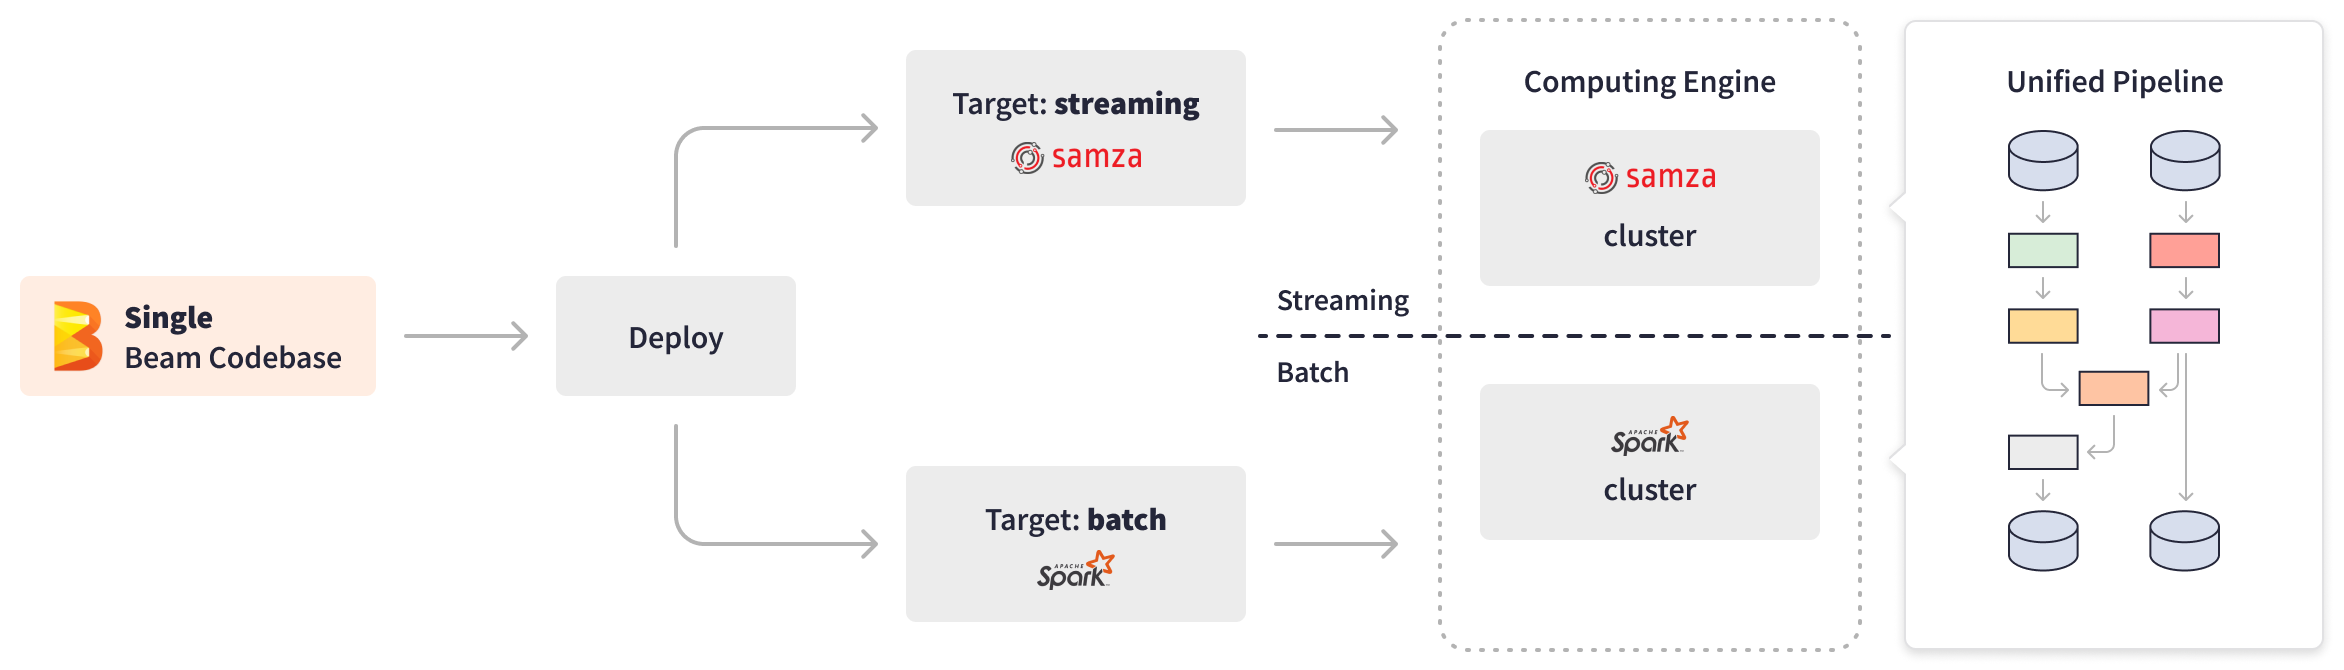 Single
Beam Codebase
Deploy
Target: streaming
samza
Target: batch
APACHE
Spark
Streaming
Batch
Computing Engine
samza
cluster
APACHE
Spark
cluster
Unified Pipeline